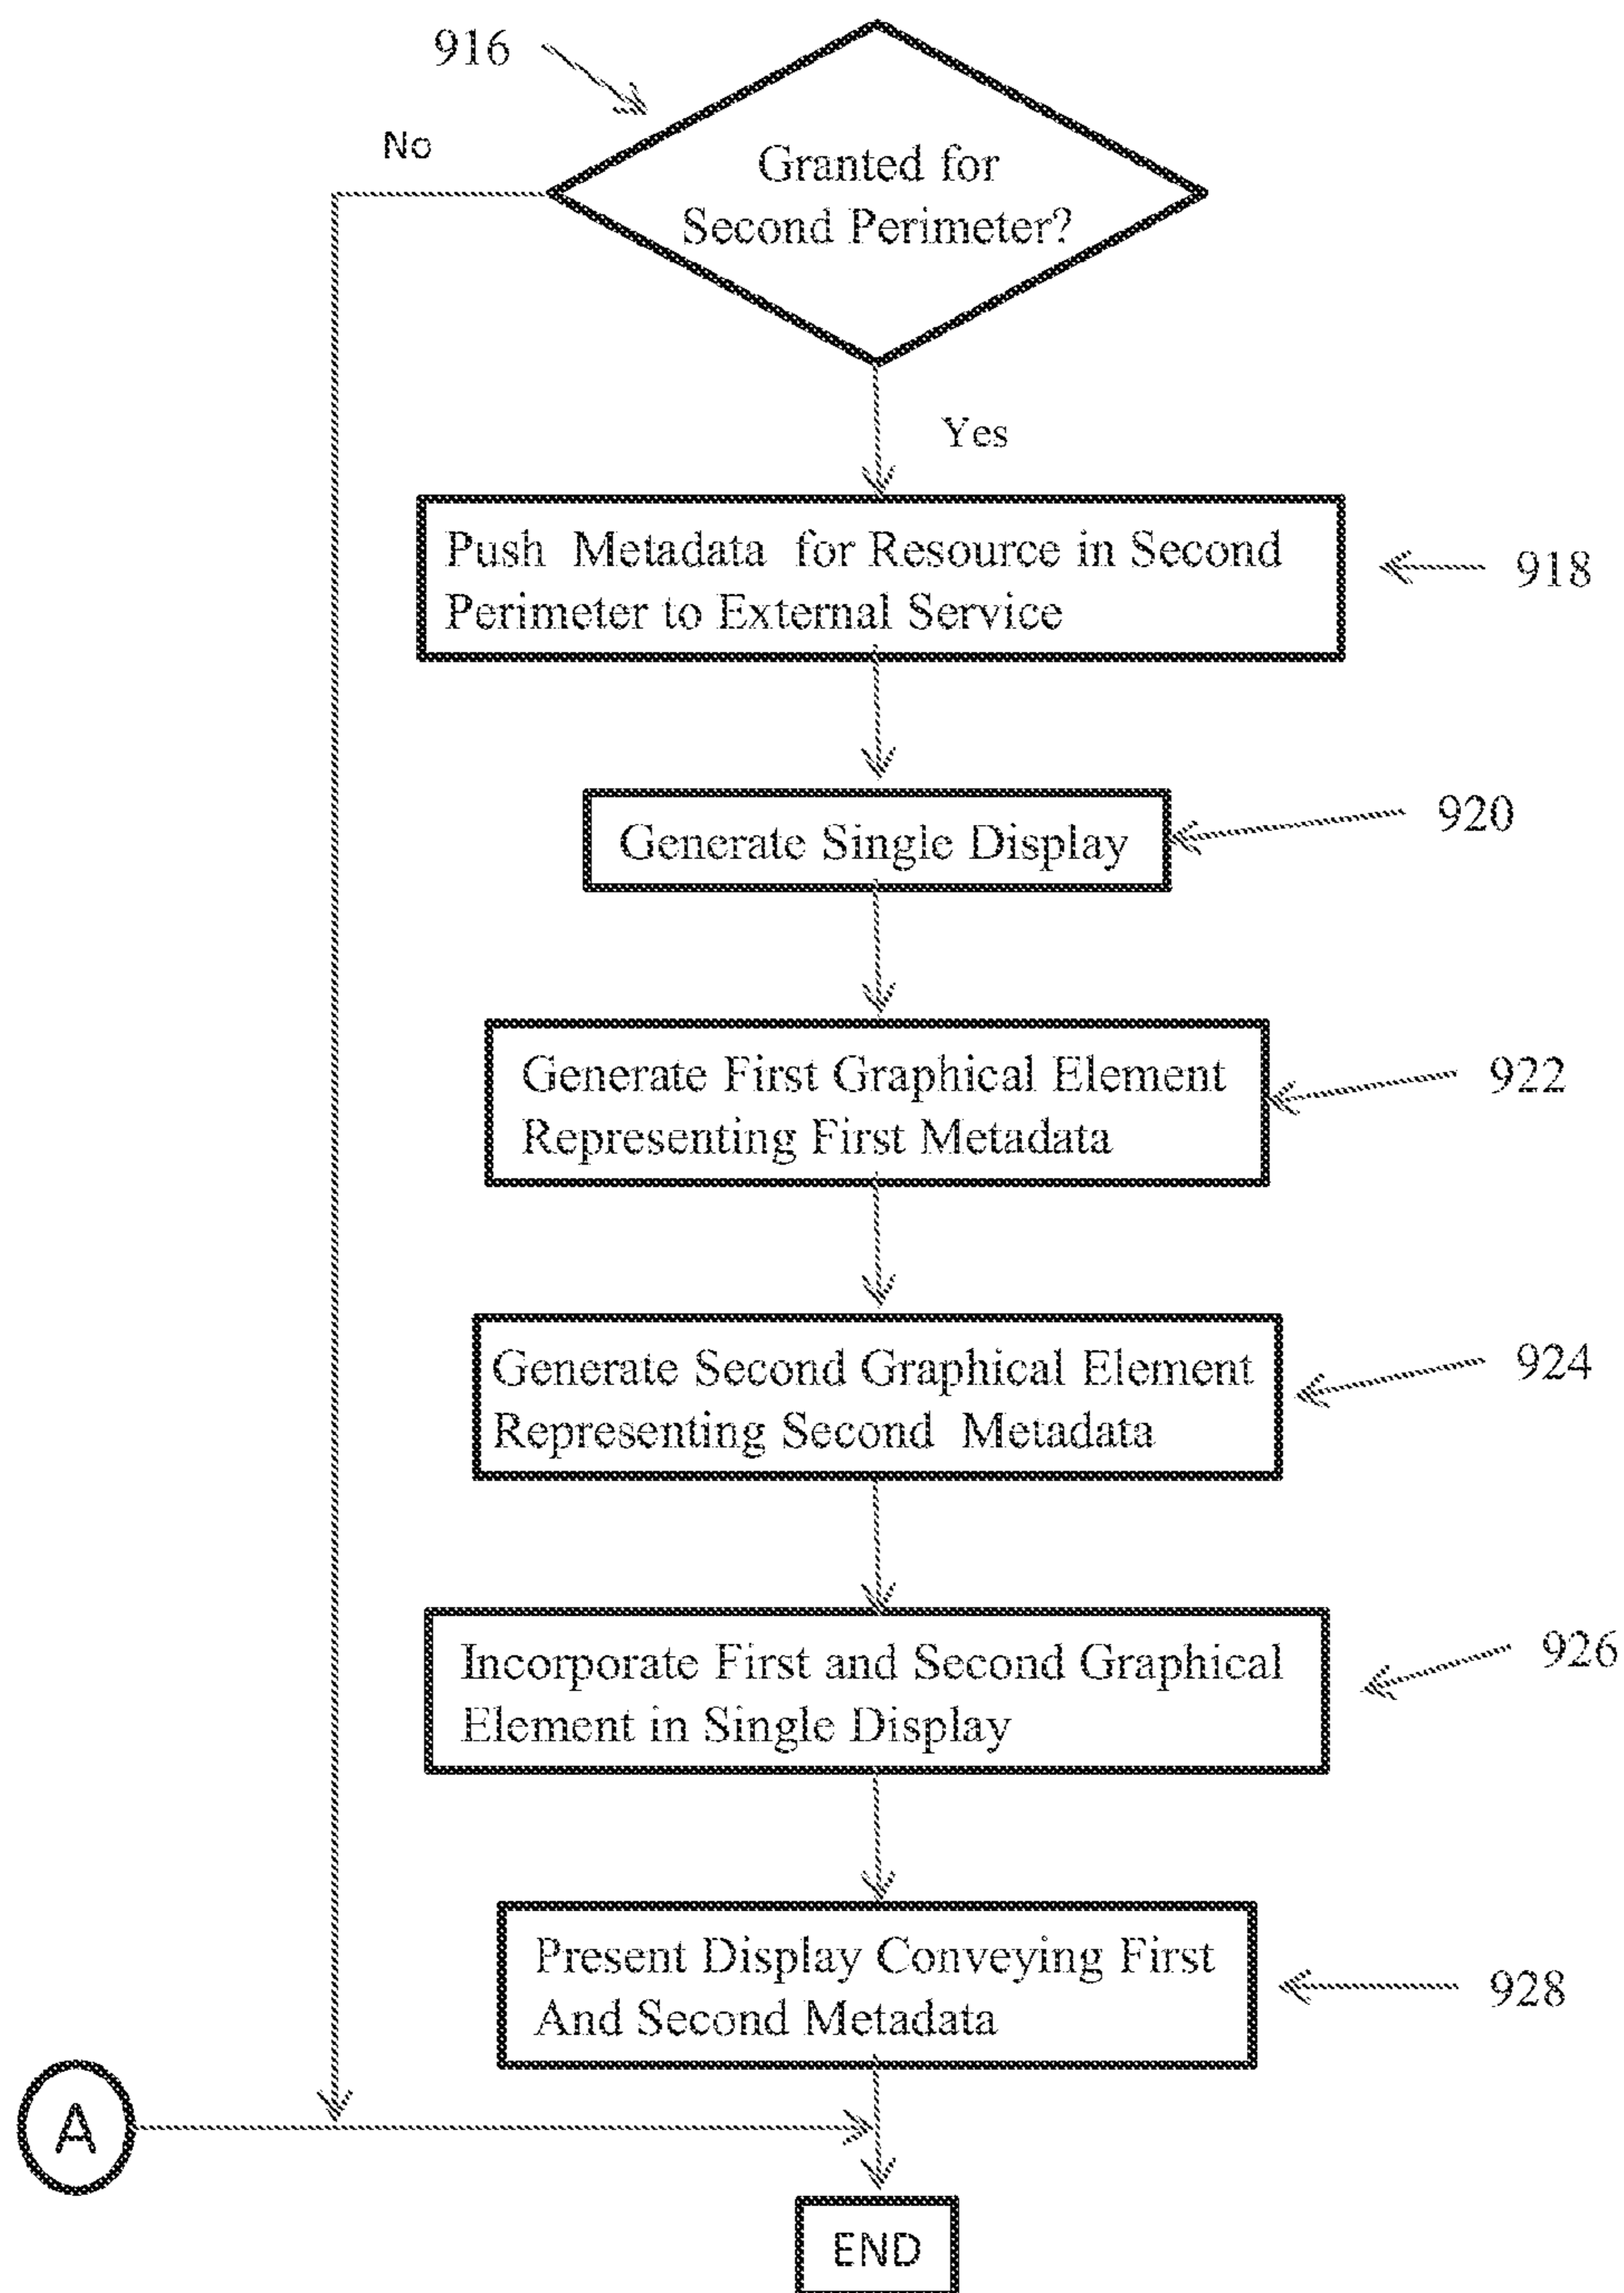 916
No
Granted for
Second Perimeter?
Yes
Push Metadata for Resource in Second
Perimeter to External Service
918
Generate Single Display
920
Generate First Graphical Element
Representing First Metadata
922
Generate Second Graphical Element
Representing Second Metadata
924
Incorporate First and Second Graphical
Element in Single Display
926
Present Display Conveying First
And Second Metadata
928
A
END